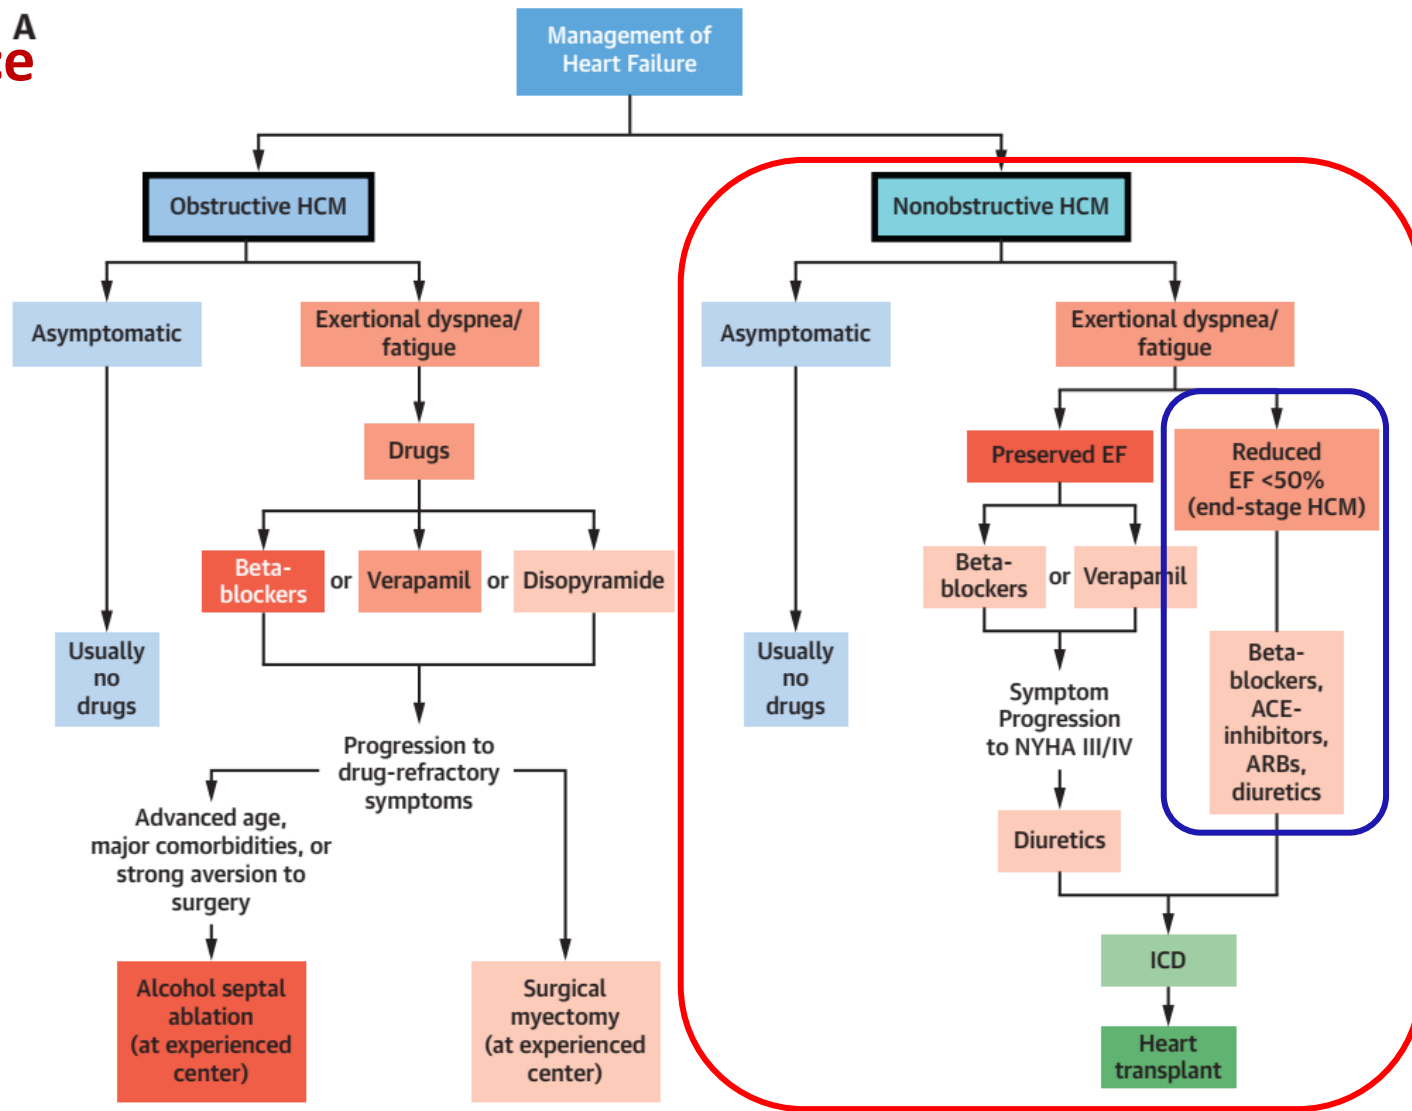 A
Management of
Heart Failure
Obstructive HCM
Nonobstructive HCM
Asymptomatic
Exertional dyspnea/
fatigue
Asymptomatic
Exertional dyspnea/
fatigue
Drugs
Preserved EF
Reduced
EF <50%
(end-stage HCM)
Beta-
blockers
or
Verapamil
or
Disopyramide
Beta-
blockers
or
Verapamil
Usually
no
drugs
Usually
no
drugs
Beta-
blockers,
ACE-
inhibitors,
ARBs,
diuretics
Symptom
Progression
to NYHA III/IV
Progression to
drug-refractory
symptoms
Advanced age,
major comorbidities, or
strong aversion to
surgery
Diuretics
Alcohol septal
ablation
(at experienced
center)
Surgical
myectomy
(at experienced
center)
ICD
Heart
transplant